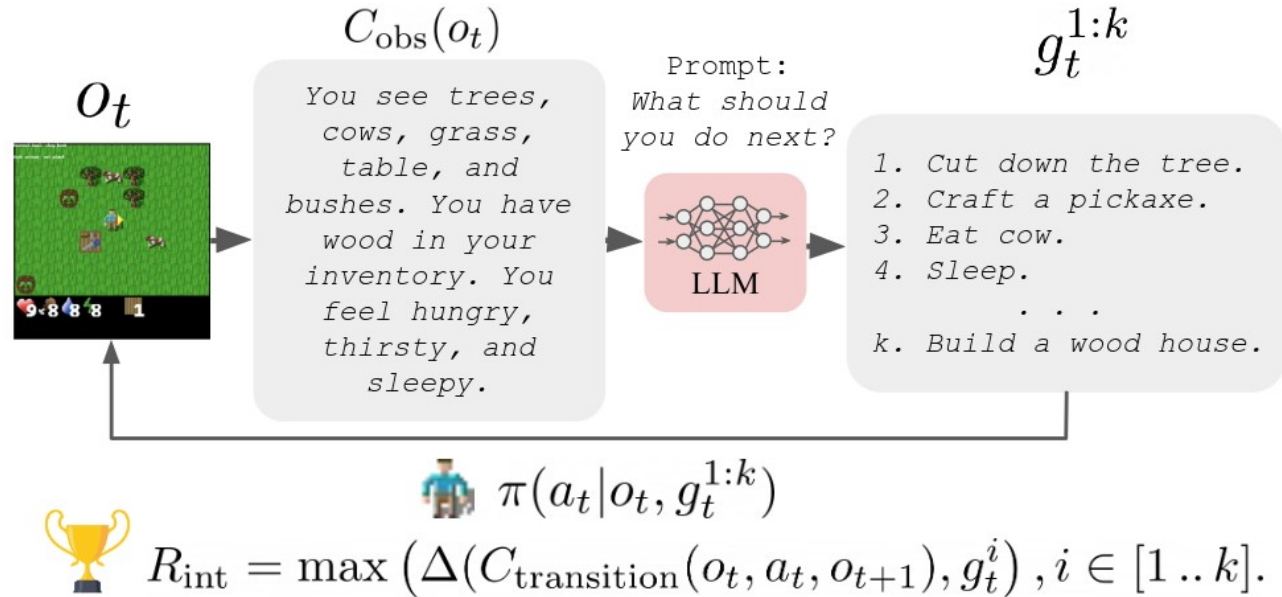 C_obs(o_t)
g_t^{1:k}
o_t
Prompt:
What should
you do next?
You see trees,
cows, grass,
table, and
bushes. You have
wood in your
inventory. You
feel hungry,
thirsty, and
sleepy.
9 8 8 8 1
LLM
1. Cut down the tree.
2. Craft a pickaxe.
3. Eat cow.
4. Sleep.
. . .
k. Build a wood house.
π(a_t|o_t, g_t^{1:k})
R_int = max (Δ(C_transition(o_t, a_t, o_{t+1}), g_t^i) , i ∈ [1 .. k].